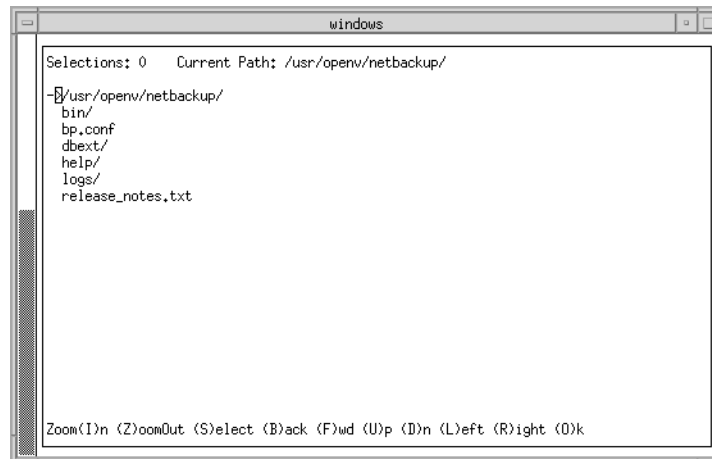 windows
Selections: 0    Current Path: /usr/openv/netbackup/
->/usr/openv/netbackup/
bin/
bp.conf
dbext/
help/
logs/
release_notes.txt
Zoom(I)n (Z)oomOut (S)elect (B)ack (F)wd (U)p (D)n (L)eft (R)ight (O)k